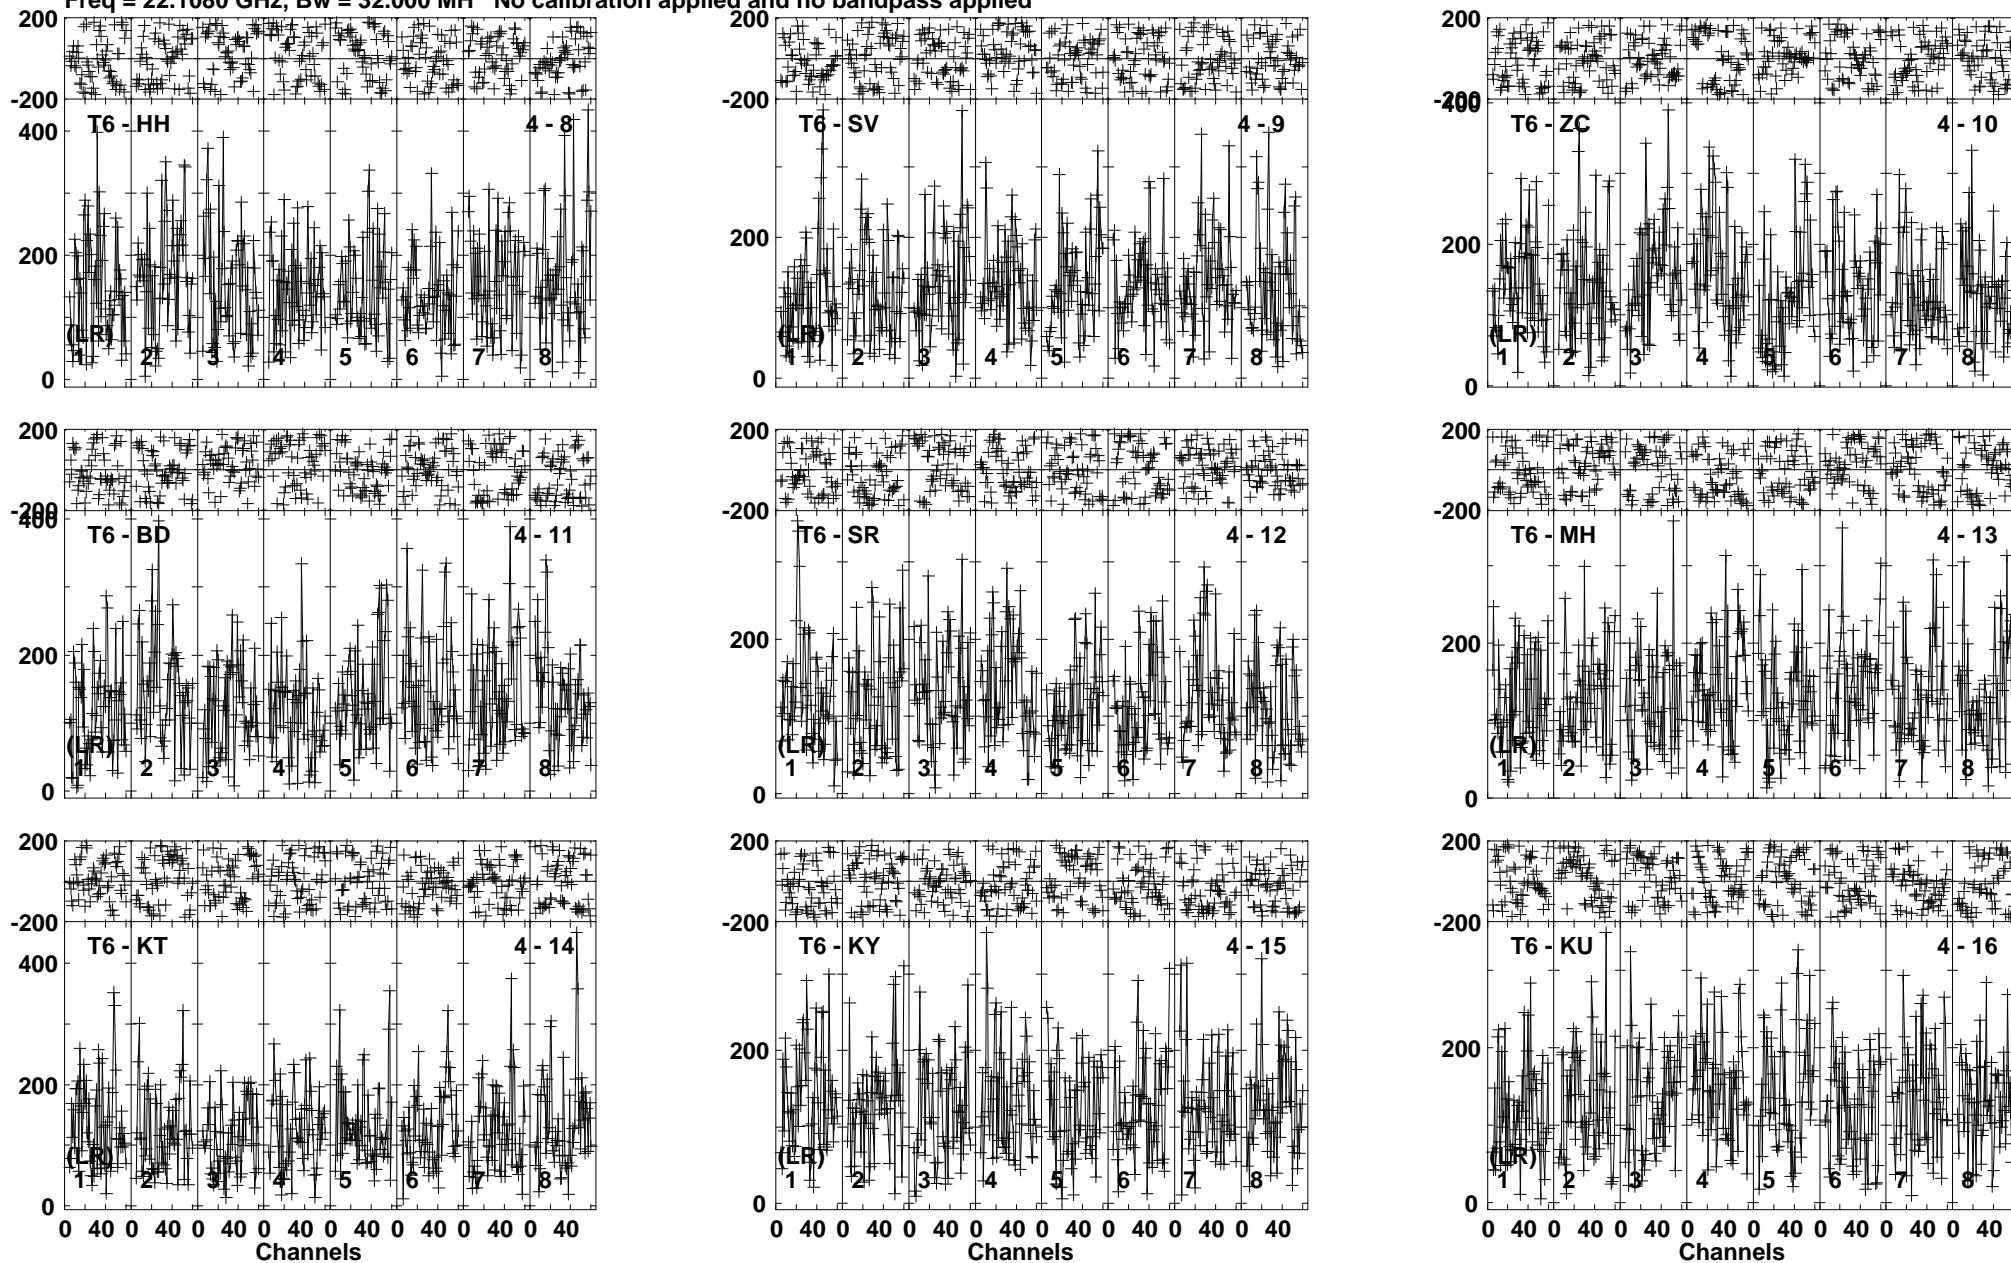 Freq = 22.1080 GHz, Bw = 32.000 MH No calibration applied and no bandpass applied
200 200 200
-200 -200 -200
T6 - HH 4 - 8 T6 - SV 4 - 9 T6 - ZC 4 - 10
400 400
200 200 200
(LR) (LR) (LR)
1 2 3 4 5 6 7 8 1 2 3 4 5 6 7 8 1 2 3 4 5 6 7 8
0 0 0
200 200 200
-200 -200 -200
400
T6 - BD 4 - 11 T6 - SR 4 - 12 T6 - MH 4 - 13
200 200 200
(LR) (LR) (LR)
1 2 3 4 5 6 7 8 1 2 3 4 5 6 7 8 1 2 3 4 5 6 7 8
0 0 0
200 200 200
-200 -200 -200
T6 - KT 4 - 14 T6 - KY 4 - 15 T6 - KU 4 - 16
400
200 200 200
(LR) (LR) (LR)
1 2 3 4 5 6 7 8 1 2 3 4 5 6 7 8 1 2 3 4 5 6 7 8
0 0 0
0 40 0 40 0 40 0 40 0 40 0 40 0 40 0 40 0 40 0 40 0 40 0 40 0 40 0 40 0 40 0 40 0 40 0 40 0 40 0 40 0 40 0 40 0 40 0 40
Channels Channels Channels